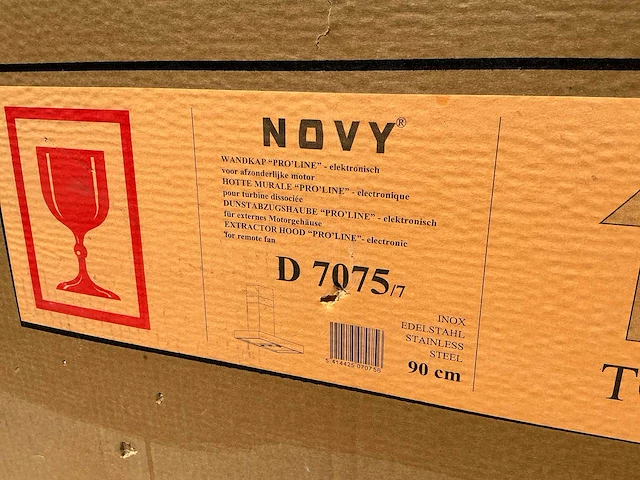 NOVY®
WANDKAP "PRO'LINE" - elektronisch
voor afzonderlijke motor
HOTTE MURALE "PRO'LINE" - electronique
pour turbine dissociée
DUNSTABZUGSHAUBE "PRO'LINE" - elektronisch
für externes Motorgehäuse
EXTRACTOR HOOD "PRO'LINE"- electronic
for remote fan
D 7075/7
INOX
EDELSTAHL
STAINLESS
STEEL
90 cm